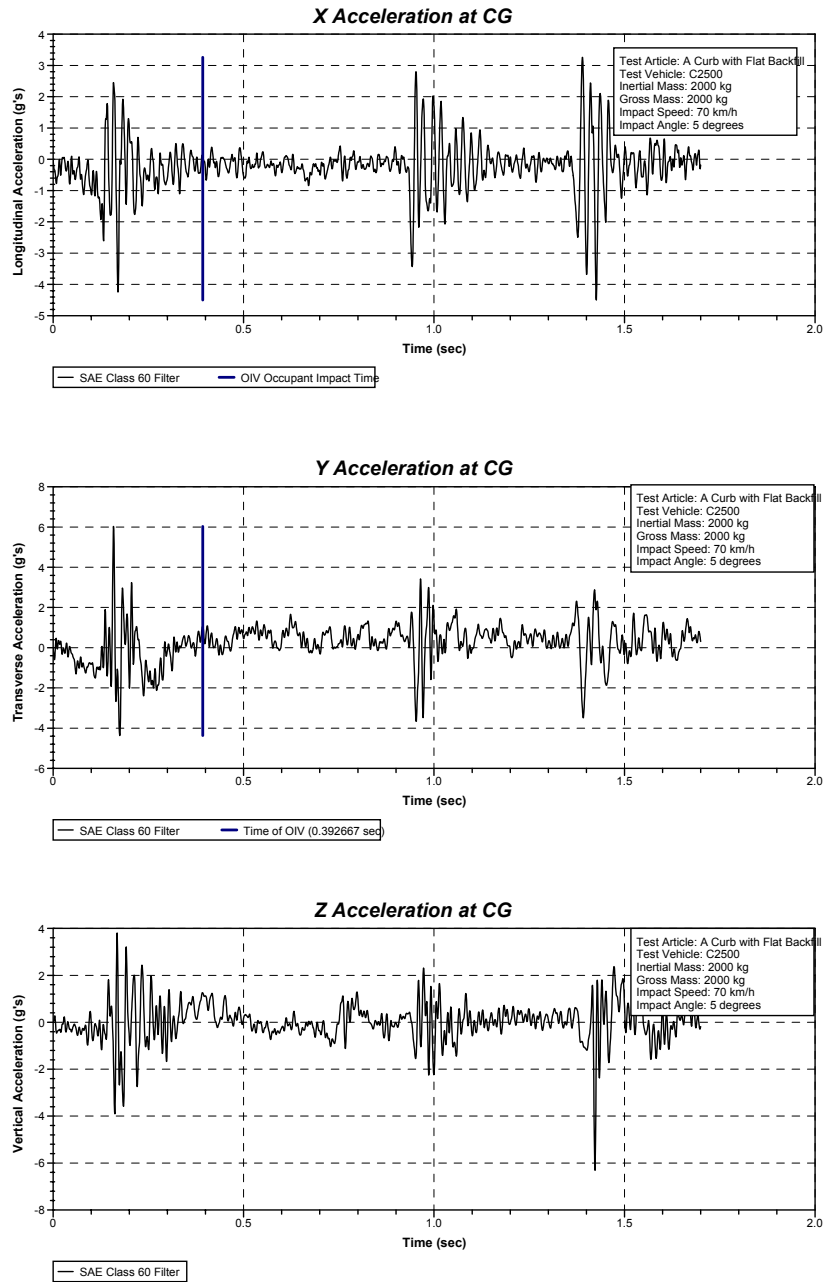 X Acceleration at CG
4
3
2
1
0
-1
-2
-3
-4
-5
Longitudinal Acceleration (g's)
Test Article: A Curb with Flat Backfill
Test Vehicle: C2500
Inertial Mass: 2000 kg
Gross Mass: 2000 kg
Impact Speed: 70 km/h
Impact Angle: 5 degrees
0 0.5 1.0 1.5 2.0
Time (sec)
SAE Class 60 Filter OIV Occupant Impact Time
Y Acceleration at CG
8
6
4
2
0
-2
-4
-6
Transverse Acceleration (g's)
Test Article: A Curb with Flat Backfill
Test Vehicle: C2500
Inertial Mass: 2000 kg
Gross Mass: 2000 kg
Impact Speed: 70 km/h
Impact Angle: 5 degrees
0 0.5 1.0 1.5 2.0
Time (sec)
SAE Class 60 Filter Time of OIV (0.392667 sec)
Z Acceleration at CG
4
2
0
-2
-4
-6
-8
Vertical Acceleration (g's)
Test Article: A Curb with Flat Backfill
Test Vehicle: C2500
Inertial Mass: 2000 kg
Gross Mass: 2000 kg
Impact Speed: 70 km/h
Impact Angle: 5 degrees
0 0.5 1.0 1.5 2.0
Time (sec)
SAE Class 60 Filter